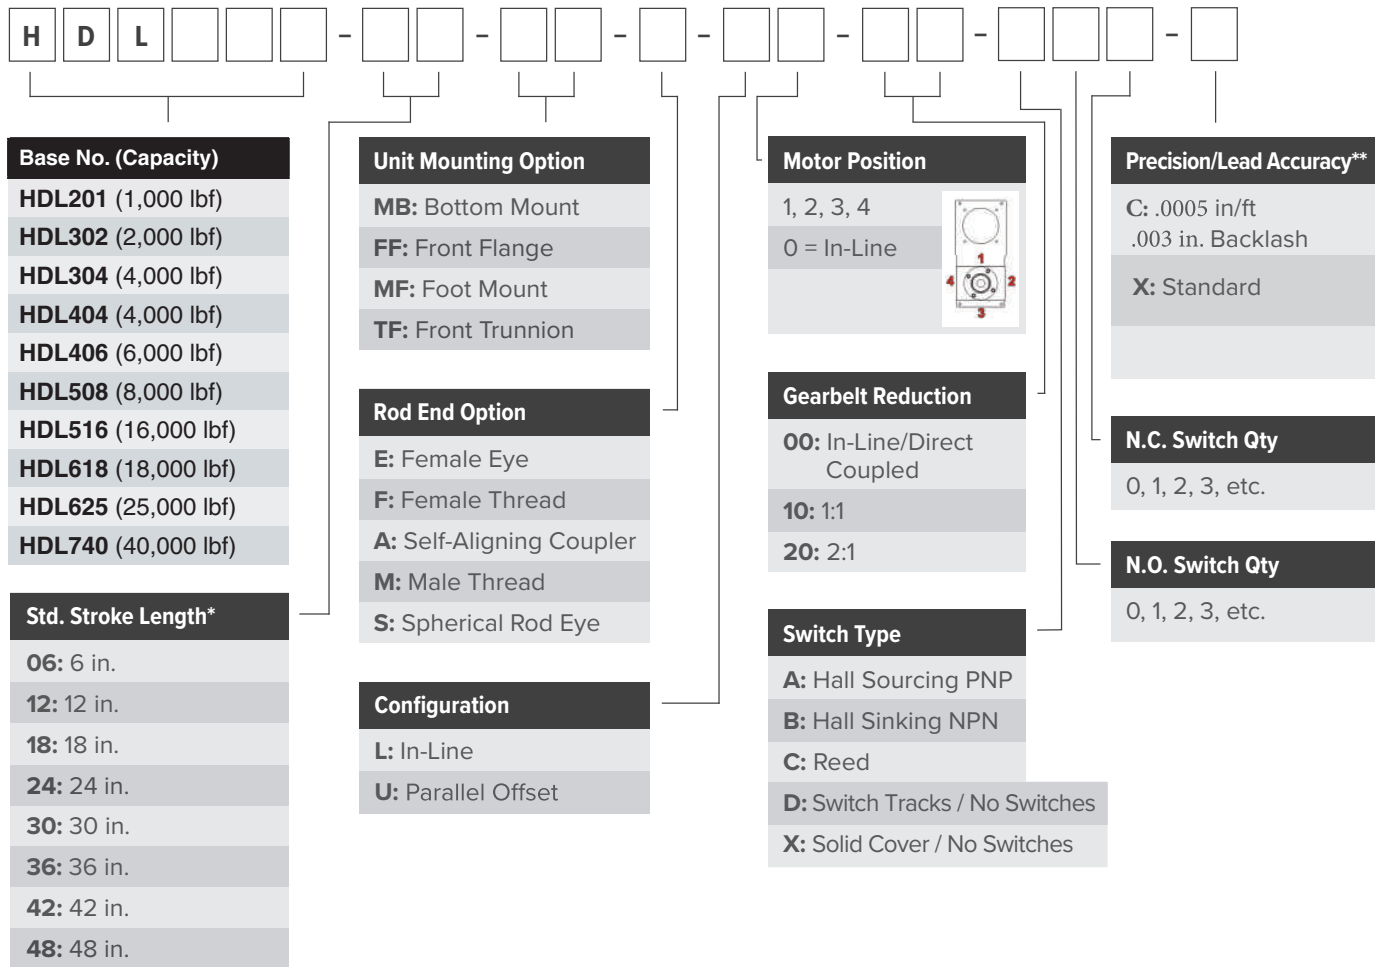 H D L - - - - - - -
Base No. (Capacity)
HDL201 (1,000 lbf)
HDL302 (2,000 lbf)
HDL304 (4,000 lbf)
HDL404 (4,000 lbf)
HDL406 (6,000 lbf)
HDL508 (8,000 lbf)
HDL516 (16,000 lbf)
HDL618 (18,000 lbf)
HDL625 (25,000 lbf)
HDL740 (40,000 lbf)
Std. Stroke Length*
06: 6 in.
12: 12 in.
18: 18 in.
24: 24 in.
30: 30 in.
36: 36 in.
42: 42 in.
48: 48 in.
Unit Mounting Option
MB: Bottom Mount
FF: Front Flange
MF: Foot Mount
TF: Front Trunnion
Rod End Option
E: Female Eye
F: Female Thread
A: Self-Aligning Coupler
M: Male Thread
S: Spherical Rod Eye
Configuration
L: In-Line
U: Parallel Offset
Motor Position
1, 2, 3, 4
0 = In-Line
1
4
2
3
Gearbelt Reduction
00: In-Line/Direct
Coupled
10: 1:1
20: 2:1
Switch Type
A: Hall Sourcing PNP
B: Hall Sinking NPN
C: Reed
D: Switch Tracks / No Switches
X: Solid Cover / No Switches
Precision/Lead Accuracy**
C: .0005 in/ft
.003 in. Backlash
X: Standard
N.C. Switch Qty
0, 1, 2, 3, etc.
N.O. Switch Qty
0, 1, 2, 3, etc.